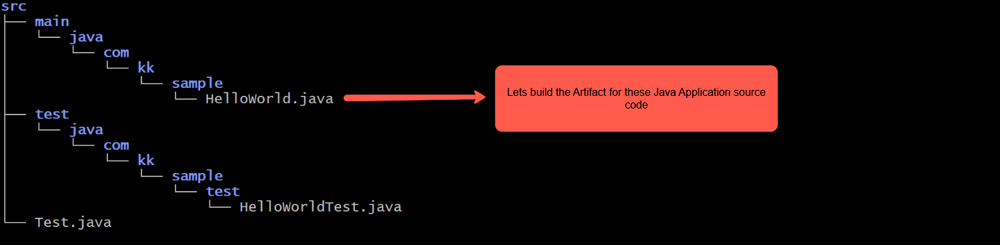 src
main
java
com
kk
sample
HelloWorld.java
Lets build the Artifact for these Java Application source
code
test
java
com
kk
sample
test
HelloWorldTest.java
Test.java